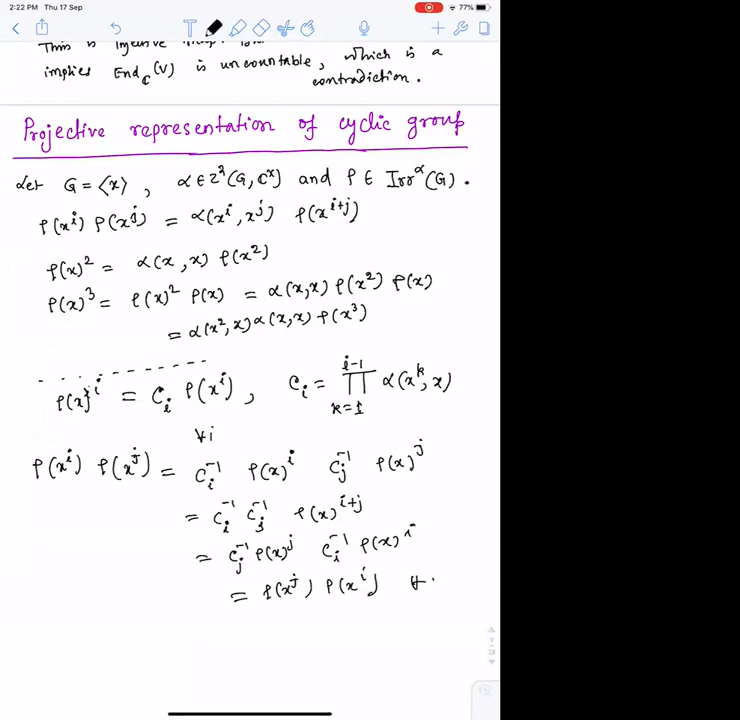 2:22 PM Thu 17 Sep 77%
This is
implies End_C(V) is uncountable, which is a
contradiction.
Projective representation of cyclic group
Let G = ⟨x⟩, α ∈ Z²(G, C^x) and ρ ∈ Irr^α(G).
ρ(x^i) ρ(x^j) = α(x^i, x^j) ρ(x^{i+j})
ρ(x)² = α(x, x) ρ(x²)
ρ(x)³ = ρ(x)² ρ(x) = α(x,x) ρ(x²) ρ(x)
= α(x², x) α(x, x) ρ(x³)
ρ(x)^i = C_i ρ(x^i), C_i = ∏_{k=1}^{i-1} α(x^k, x)
∀i
ρ(x^i) ρ(x^j) = C_i^{-1} ρ(x)^i C_j^{-1} ρ(x)^j
= C_i^{-1} C_j^{-1} ρ(x)^{i+j}
= C_j^{-1} ρ(x)^j C_i^{-1} ρ(x)^i
= ρ(x^j) ρ(x^i) ∀